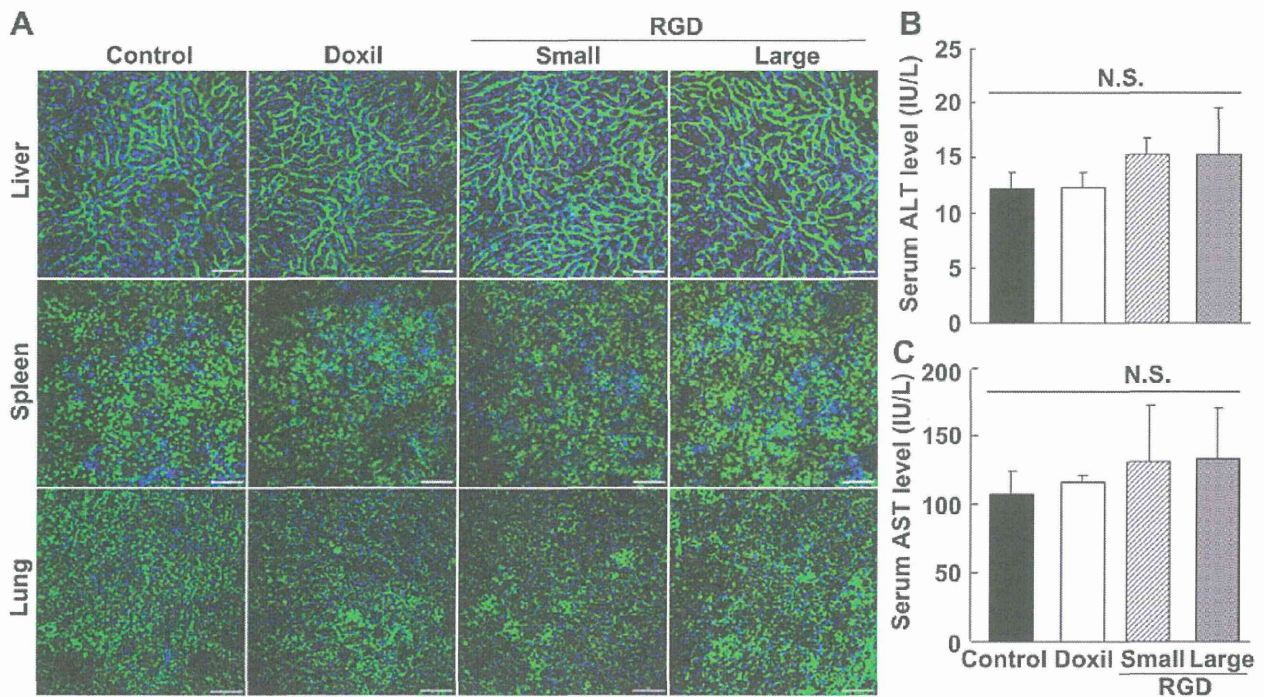 A
RGD
Control Doxil Small Large
Liver
Spleen
Lung
B
Serum ALT level (IU/L)
25
20
15
10
5
0
N.S.
C
Serum AST level (IU/L)
200
150
100
50
0
N.S.
Control Doxil Small Large
RGD